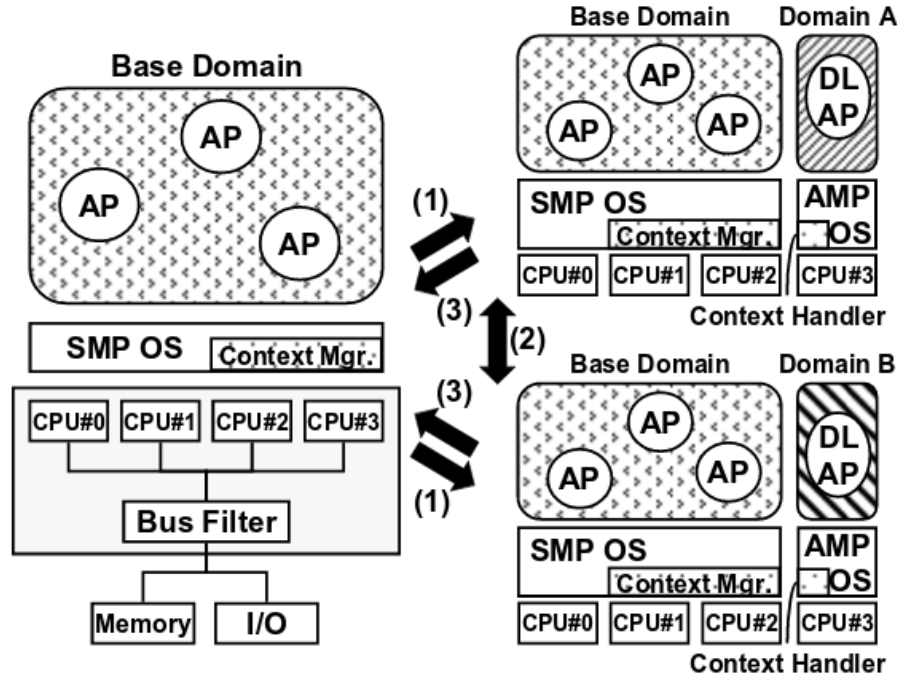 Base Domain
AP
AP
AP
SMP OS
Context Mgr.
CPU#0 CPU#1 CPU#2 CPU#3
Bus Filter
Memory I/O
(1)
(3)
(2)
(3)
(1)
Base Domain Domain A
AP
AP
AP
DL
AP
SMP OS
Context Mgr.
AMP
OS
CPU#0 CPU#1 CPU#2 CPU#3
Context Handler
Base Domain Domain B
AP
AP
AP
DL
AP
SMP OS
Context Mgr.
AMP
OS
CPU#0 CPU#1 CPU#2 CPU#3
Context Handler